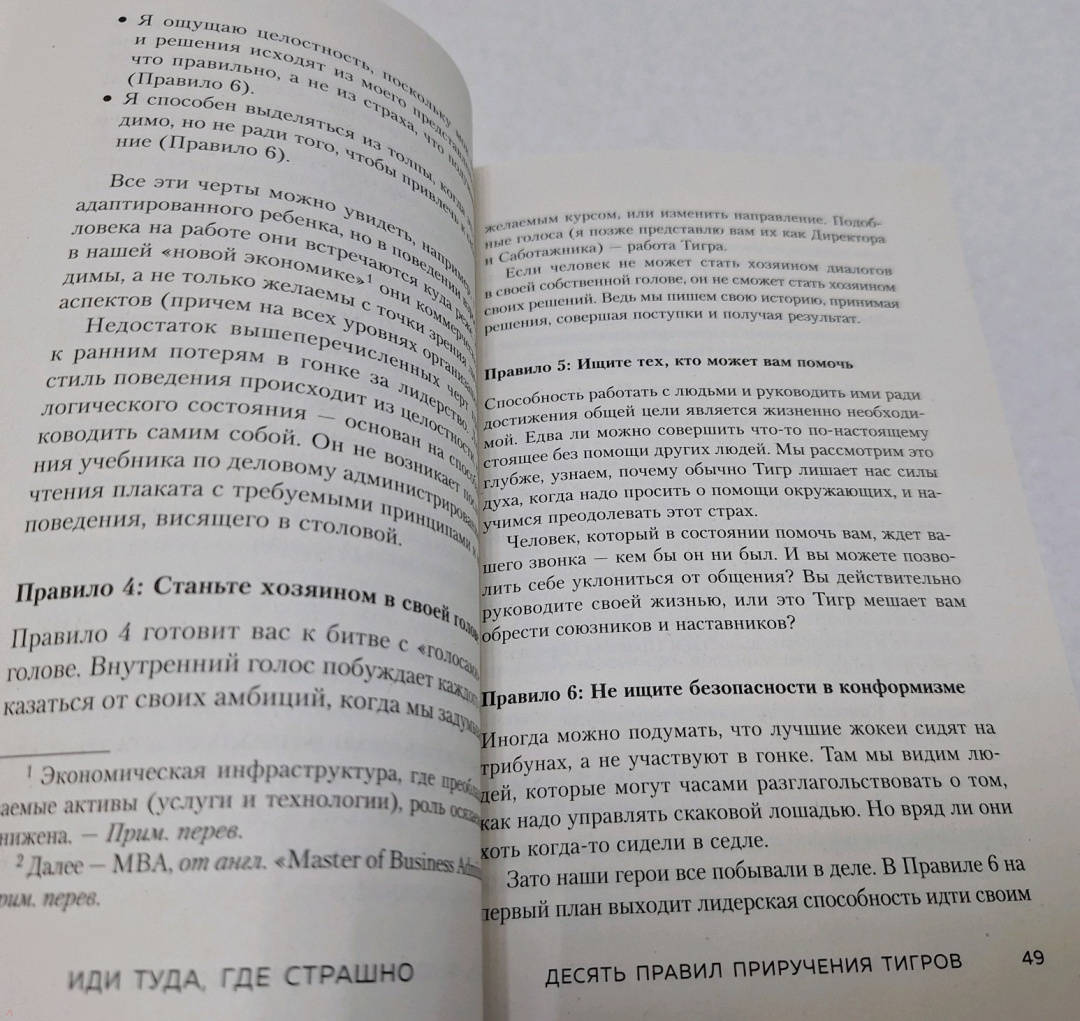 • Я ощущаю целостность, поскольку мои
и решения исходят из моего
что правильно, а не из страха, что
(Правило 6).
• Я способен выделяться из толпы, когда
димо, но не ради того, чтобы привлечь к
ние (Правило 6).
Все эти черты можно увидеть, например,
адаптированного ребенка, но в поведении
ловека на работе они встречаются куда реже
в нашей «новой экономике»¹ они
димы, а не только желаемы с точки зрения
аспектов (причем на всех уровнях
Недостаток вышеперечисленных черт
к ранним потерям в гонке за лидерство.
стиль поведения происходит из целостности
логического состояния — основан на
ководить самим собой. Он не возникает
ния учебника по деловому
чтения плаката с требуемыми принципами
поведения, висящего в столовой.
Правило 4: Станьте хозяином в своей голов
Правило 4 готовит вас к битве с «голосами
голове. Внутренний голос побуждает каждого
казаться от своих амбиций, когда мы
¹ Экономическая инфраструктура, где
аемые активы (услуги и технологии), роль
нижена. — Прим. перев.
² Далее — MBA, от англ. «Master of Business
рим. перев.
ИДИ ТУДА, ГДЕ СТРАШНО
желаемым курсом, или изменить направление. Подоб-
ные голоса (я позже представлю вам их как Директора
и Саботажника) — работа Тигра.
Если человек не может стать хозяином диалогов
в своей собственной голове, он не сможет стать хозяином
своих решений. Ведь мы пишем свою историю, принимая
решения, совершая поступки и получая результат.
Правило 5: Ищите тех, кто может вам помочь
Способность работать с людьми и руководить ими ради
достижения общей цели является жизненно необходи-
мой. Едва ли можно совершить что-то по-настоящему
стоящее без помощи других людей. Мы рассмотрим это
глубже, узнаем, почему обычно Тигр лишает нас силы
духа, когда надо просить о помощи окружающих, и на-
учимся преодолевать этот страх.
Человек, который в состоянии помочь вам, ждет ва-
шего звонка — кем бы он ни был. И вы можете позво-
лить себе уклониться от общения? Вы действительно
руководите своей жизнью, или это Тигр мешает вам
обрести союзников и наставников?
Правило 6: Не ищите безопасности в конформизме
Иногда можно подумать, что лучшие жокеи сидят на
трибунах, а не участвуют в гонке. Там мы видим лю-
дей, которые могут часами разглагольствовать о том,
как надо управлять скаковой лошадью. Но вряд ли они
хоть когда-то сидели в седле.
Зато наши герои все побывали в деле. В Правиле 6 на
первый план выходит лидерская способность идти своим
ДЕСЯТЬ ПРАВИЛ ПРИРУЧЕНИЯ ТИГРОВ 49